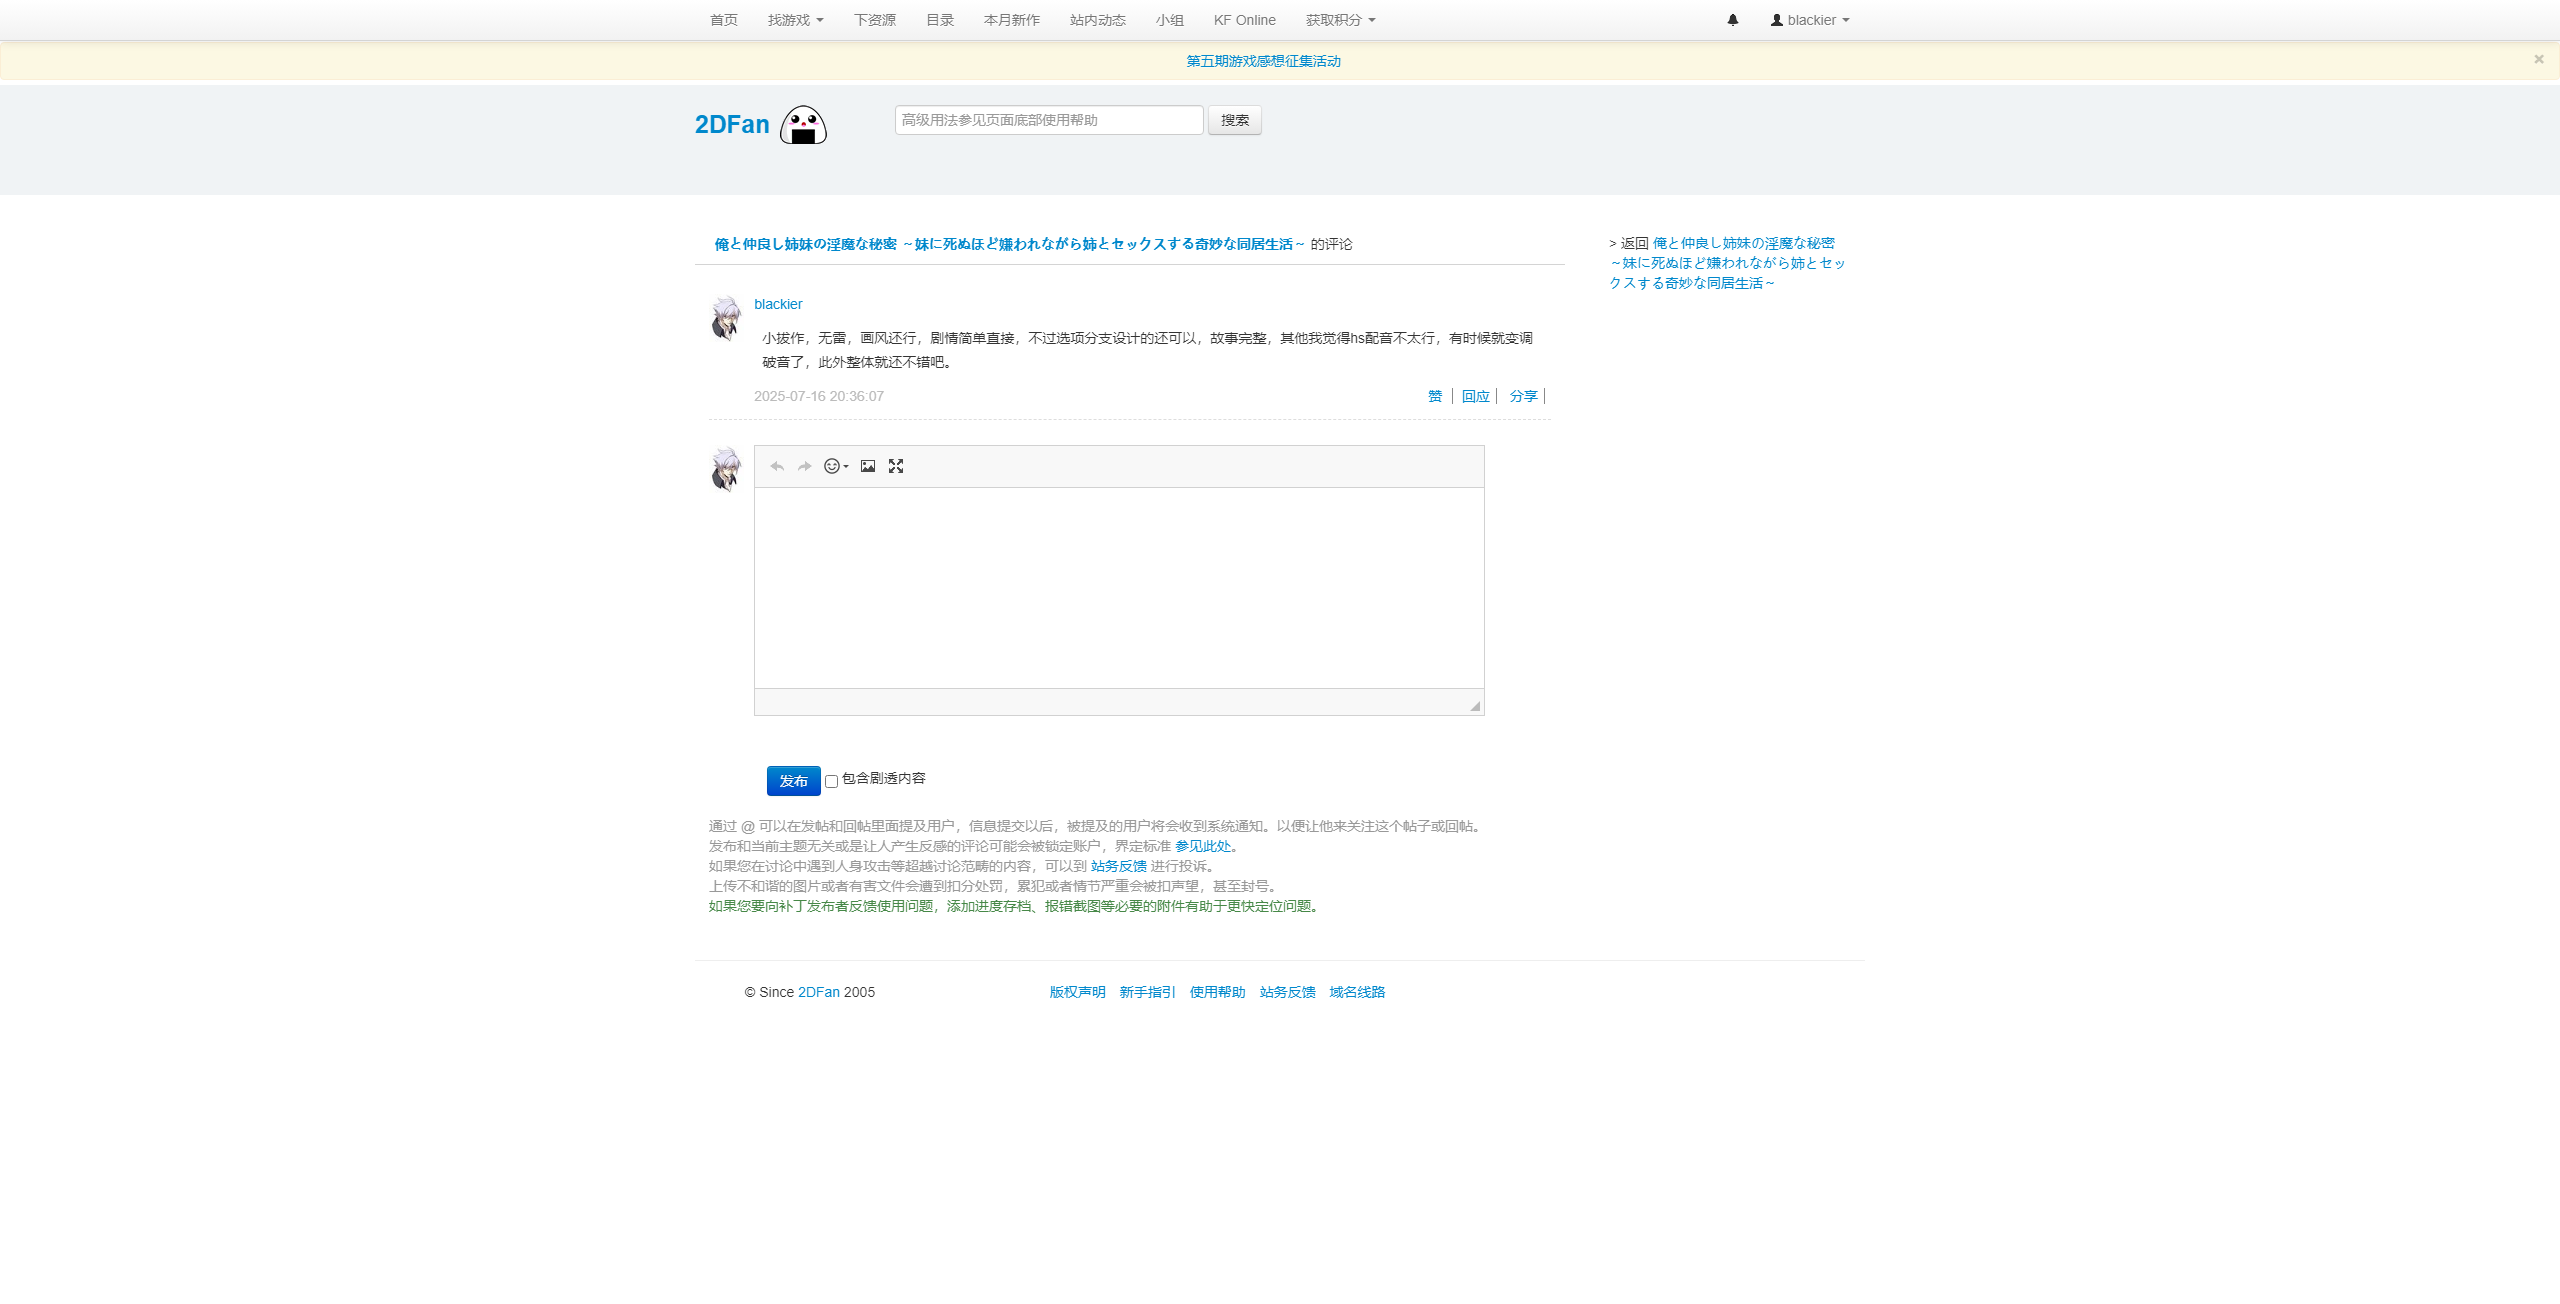 首页 找游戏 下资源 目录 本月新作 站内动态 小组 KF Online 获取积分 blackier
第五期游戏感想征集活动 ×
2DFan 高级用法参见页面底部使用帮助 搜索
俺と仲良し姉妹の淫魔な秘密 ～妹に死ぬほど嫌われながら姉とセックスする奇妙な同居生活～ 的评论
> 返回 俺と仲良し姉妹の淫魔な秘密
～妹に死ぬほど嫌われながら姉とセッ
クスする奇妙な同居生活～
blackier
小拔作，无雷，画风还行，剧情简单直接，不过选项分支设计的还可以，故事完整，其他我觉得hs配音不太行，有时候就变调
破音了，此外整体就还不错吧。
2025-07-16 20:36:07 赞 | 回应 | 分享 |
发布 包含剧透内容
通过 @ 可以在发帖和回帖里面提及用户，信息提交以后，被提及的用户将会收到系统通知。以便让他来关注这个帖子或回帖。
发布和当前主题无关或是让人产生反感的评论可能会被锁定账户，界定标准 参见此处。
如果您在讨论中遇到人身攻击等超越讨论范畴的内容，可以到 站务反馈 进行投诉。
上传不和谐的图片或者有害文件会遭到扣分处罚，累犯或者情节严重会被扣声望，甚至封号。
如果您要向补丁发布者反馈使用问题，添加进度存档、报错截图等必要的附件有助于更快定位问题。
© Since 2DFan 2005 版权声明 新手指引 使用帮助 站务反馈 域名线路